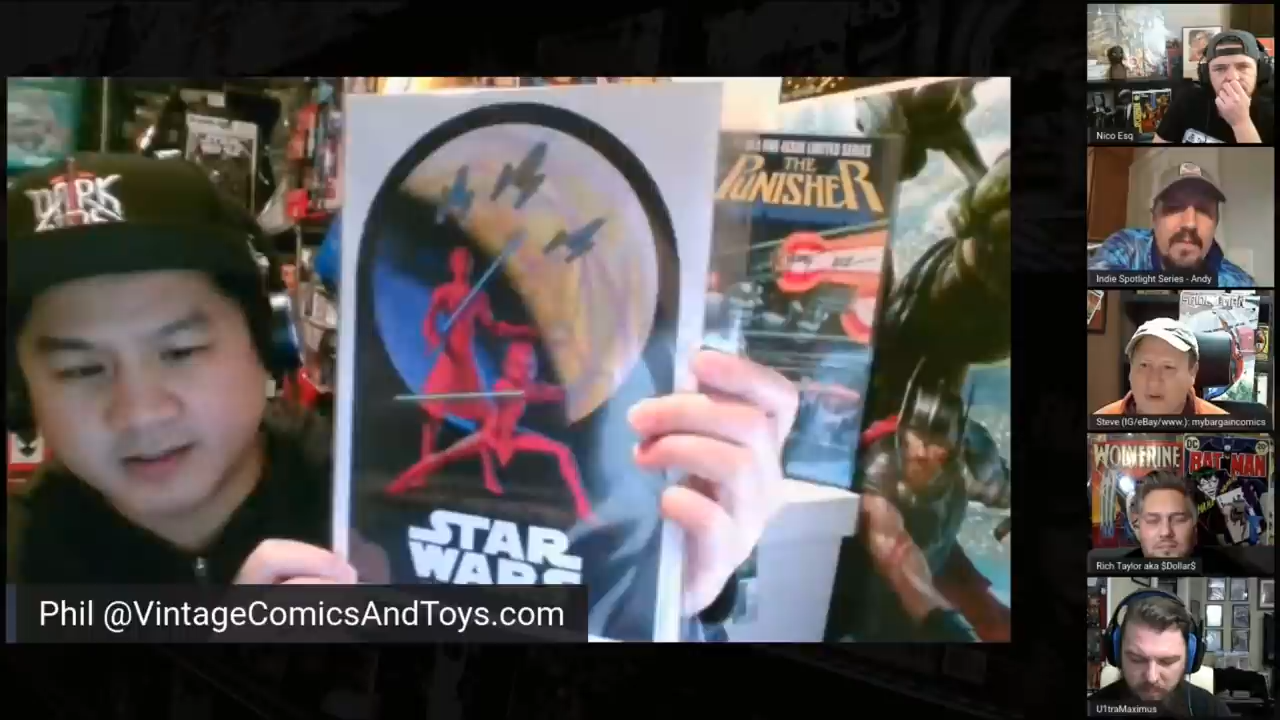 DARK
STAR
WARS
THE
PUNISHER
Phil @VintageComicsAndToys.com
Nico Esq
Indie Spotlight Series - Andy
Steve (IG/eBay/www.): mybargaincomics
WOLVERINE
DC
BATMAN
Rich Taylor aka $Dollar$
U1traMaximus